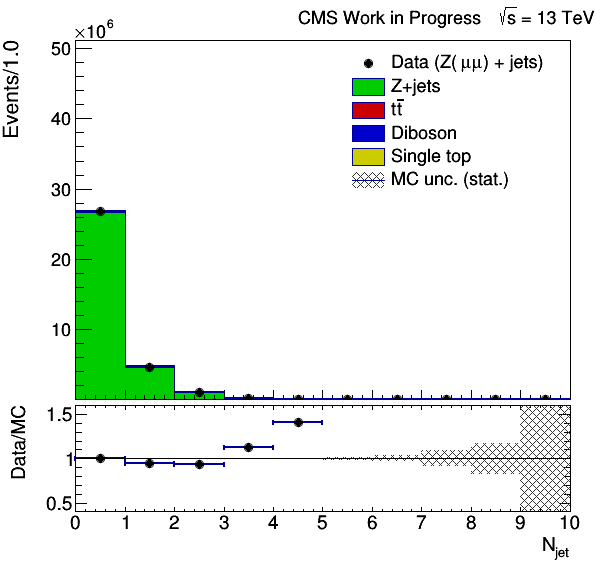 CMS Work in Progress √s = 13 TeV
×10⁶
Events/1.0
50
40
30
20
10
Data (Z(μμ) + jets)
Z+jets
tt̄
Diboson
Single top
MC unc. (stat.)
Data/MC
1.5
1
0.5
0 1 2 3 4 5 6 7 8 9 10
N_jet